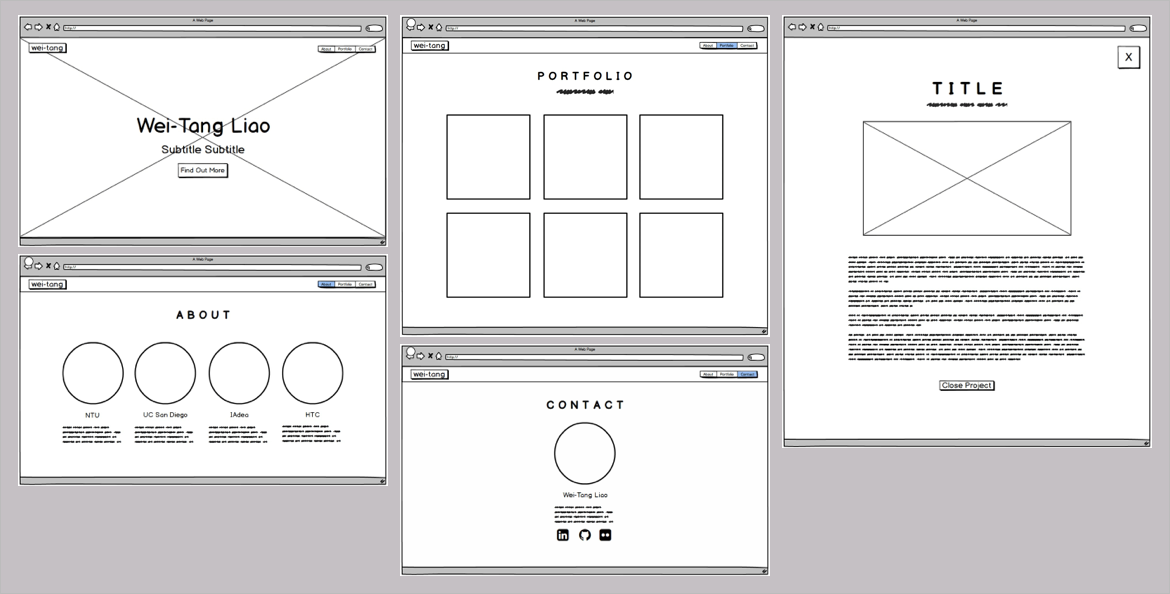 A Web Page
http://
wei-tang
About Portfolio Contact
Wei-Tang Liao
Subtitle Subtitle
Find Out More
A Web Page
http://
wei-tang
About Portfolio Contact
ABOUT
NTU UC San Diego IAdea HTC
A Web Page
http://
wei-tang
About Portfolio Contact
PORTFOLIO
A Web Page
http://
wei-tang
About Portfolio Contact
CONTACT
Wei-Tang Liao
in
A Web Page
http://
X
TITLE
Close Project